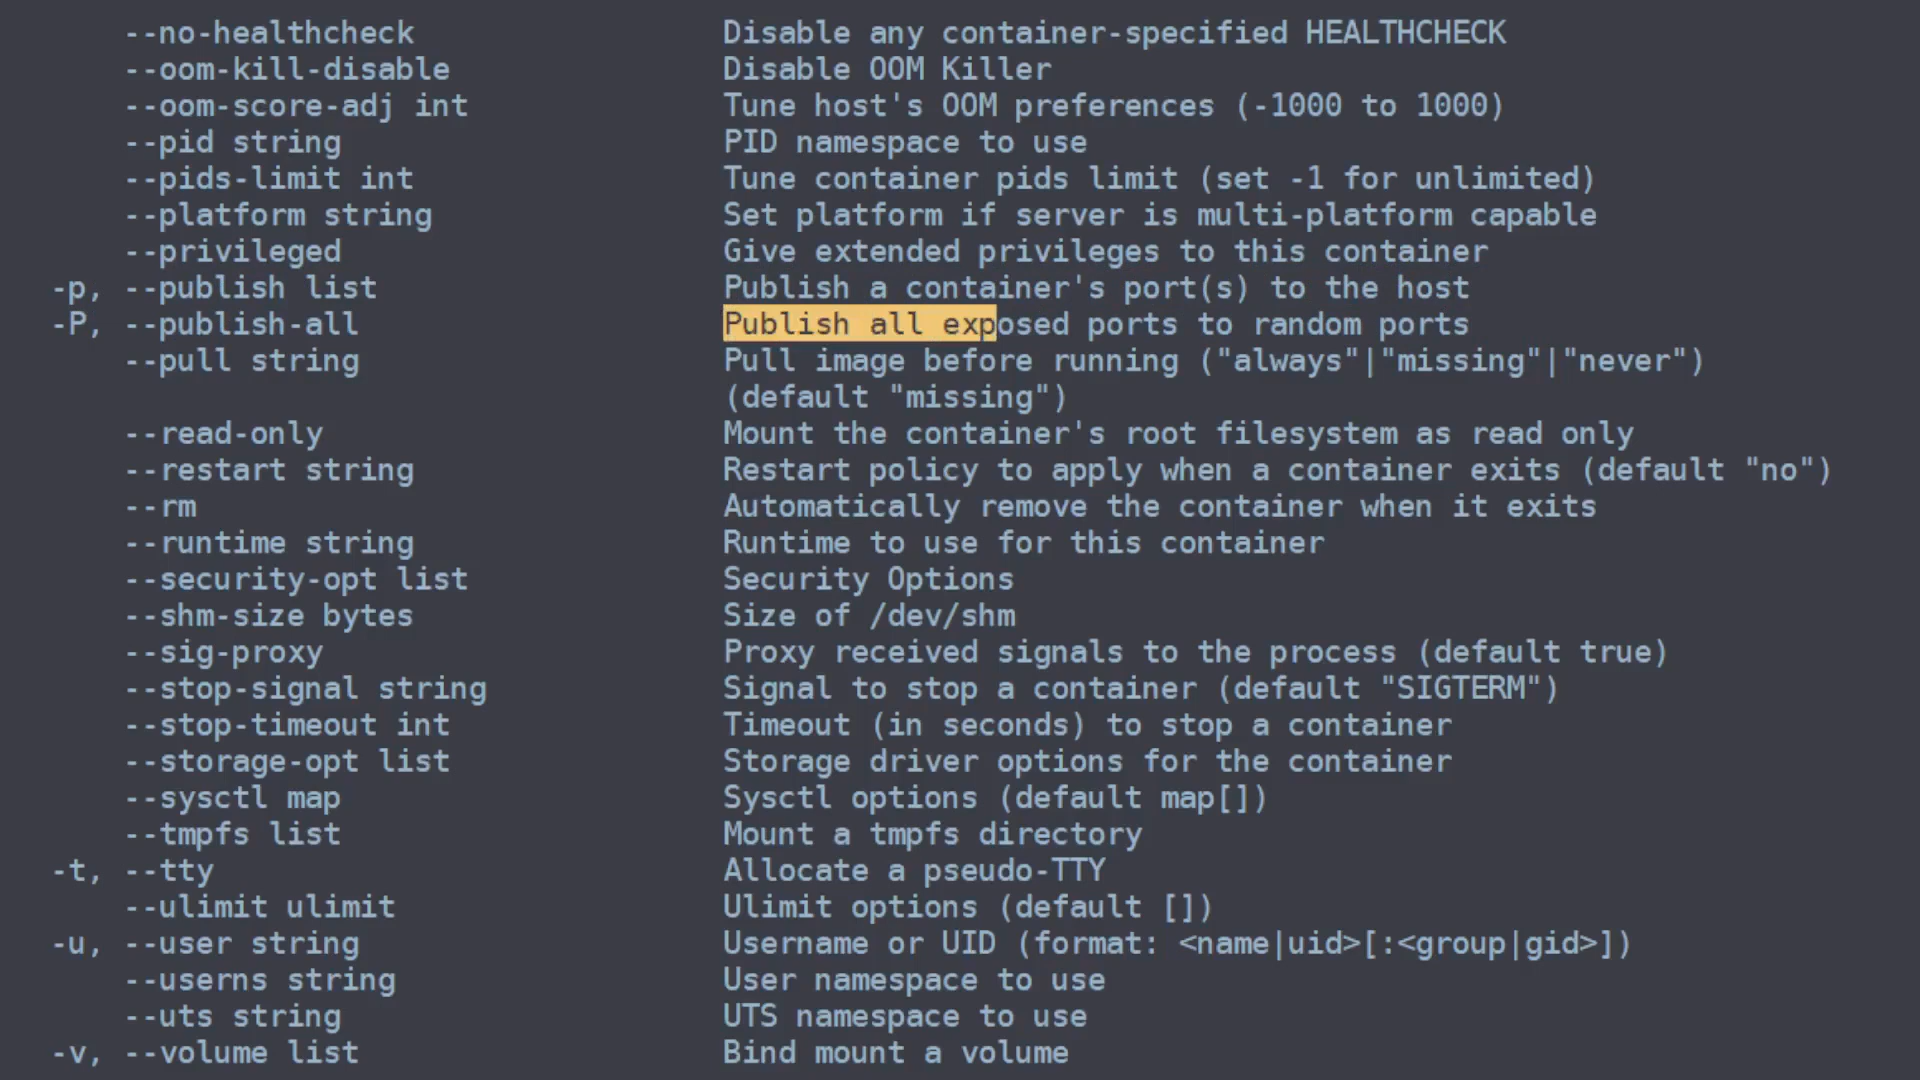 --no-healthcheck Disable any container-specified HEALTHCHECK
--oom-kill-disable Disable OOM Killer
--oom-score-adj int Tune host's OOM preferences (-1000 to 1000)
--pid string PID namespace to use
--pids-limit int Tune container pids limit (set -1 for unlimited)
--platform string Set platform if server is multi-platform capable
--privileged Give extended privileges to this container
-p, --publish list Publish a container's port(s) to the host
-P, --publish-all Publish all exposed ports to random ports
--pull string Pull image before running ("always"|"missing"|"never")
(default "missing")
--read-only Mount the container's root filesystem as read only
--restart string Restart policy to apply when a container exits (default "no")
--rm Automatically remove the container when it exits
--runtime string Runtime to use for this container
--security-opt list Security Options
--shm-size bytes Size of /dev/shm
--sig-proxy Proxy received signals to the process (default true)
--stop-signal string Signal to stop a container (default "SIGTERM")
--stop-timeout int Timeout (in seconds) to stop a container
--storage-opt list Storage driver options for the container
--sysctl map Sysctl options (default map[])
--tmpfs list Mount a tmpfs directory
-t, --tty Allocate a pseudo-TTY
--ulimit ulimit Ulimit options (default [])
-u, --user string Username or UID (format: <name|uid>[:<group|gid>])
--userns string User namespace to use
--uts string UTS namespace to use
-v, --volume list Bind mount a volume